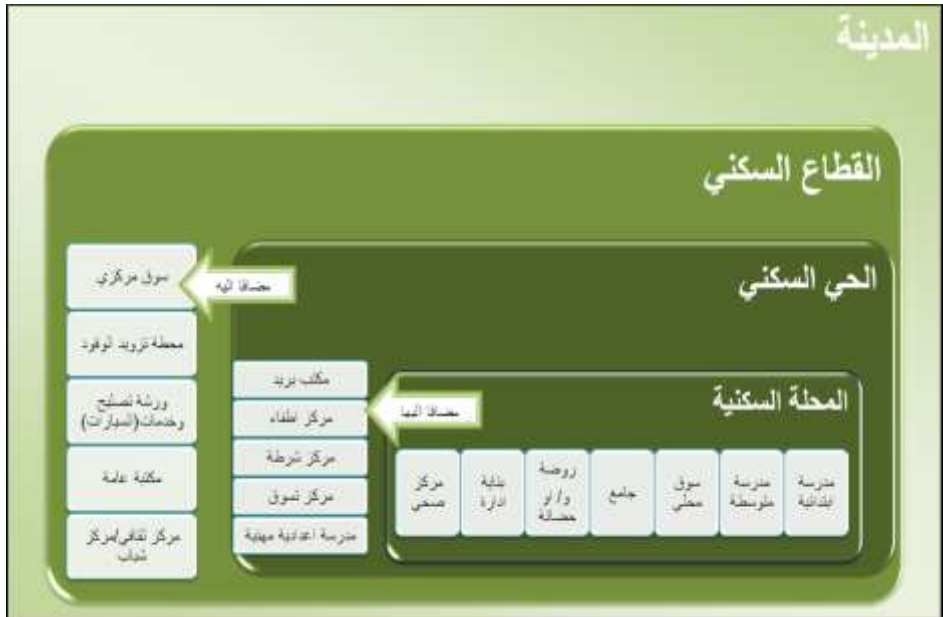 المدينة
القطاع السكني
الحي السكني
المحلة السكنية
مدرسة
ابتدائية
مدرسة
متوسطة
سوق
محلي
جامع
روضة
و/ او
حضانة
بناية
ادارة
مركز
صحي
مضافا اليها
مكتب بريد
مركز اطفاء
مركز شرطة
مركز تسوق
مدرسة اعدادية مهنية
مضافا اليه
سوق مركزي
محطة تزويد الوقود
ورشة تصليح
وخدمات(السيارات)
مكتبة عامة
مركز ثقافي/مركز
شباب